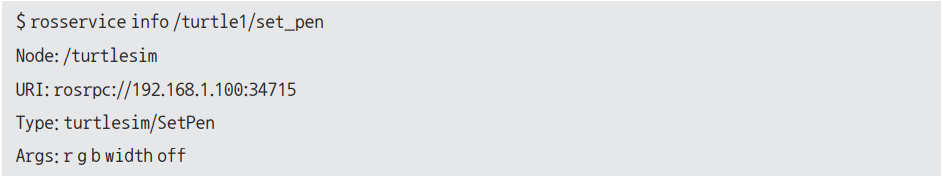 $ rosservice info /turtle1/set_pen
Node: /turtlesim
URI: rosrpc://192.168.1.100:34715
Type: turtlesim/SetPen
Args: r g b width off